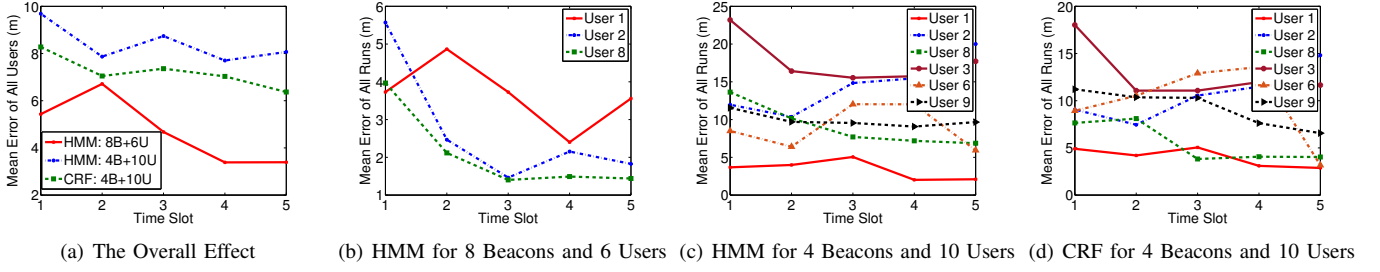 Mean Error of All Users (m)
10
8
6
4
2
1 2 3 4 5
Time Slot
HMM: 8B+6U
HMM: 4B+10U
CRF: 4B+10U
(a) The Overall Effect
Mean Error of All Runs (m)
6
5
4
3
2
1
1 2 3 4 5
Time Slot
User 1
User 2
User 8
(b) HMM for 8 Beacons and 6 Users
Mean Error of All Runs (m)
25
20
15
10
5
0
1 2 3 4 5
Time Slot
User 1
User 2
User 8
User 3
User 6
User 9
(c) HMM for 4 Beacons and 10 Users
Mean Error of All Runs (m)
20
15
10
5
0
1 2 3 4 5
Time Slot
User 1
User 2
User 8
User 3
User 6
User 9
(d) CRF for 4 Beacons and 10 Users